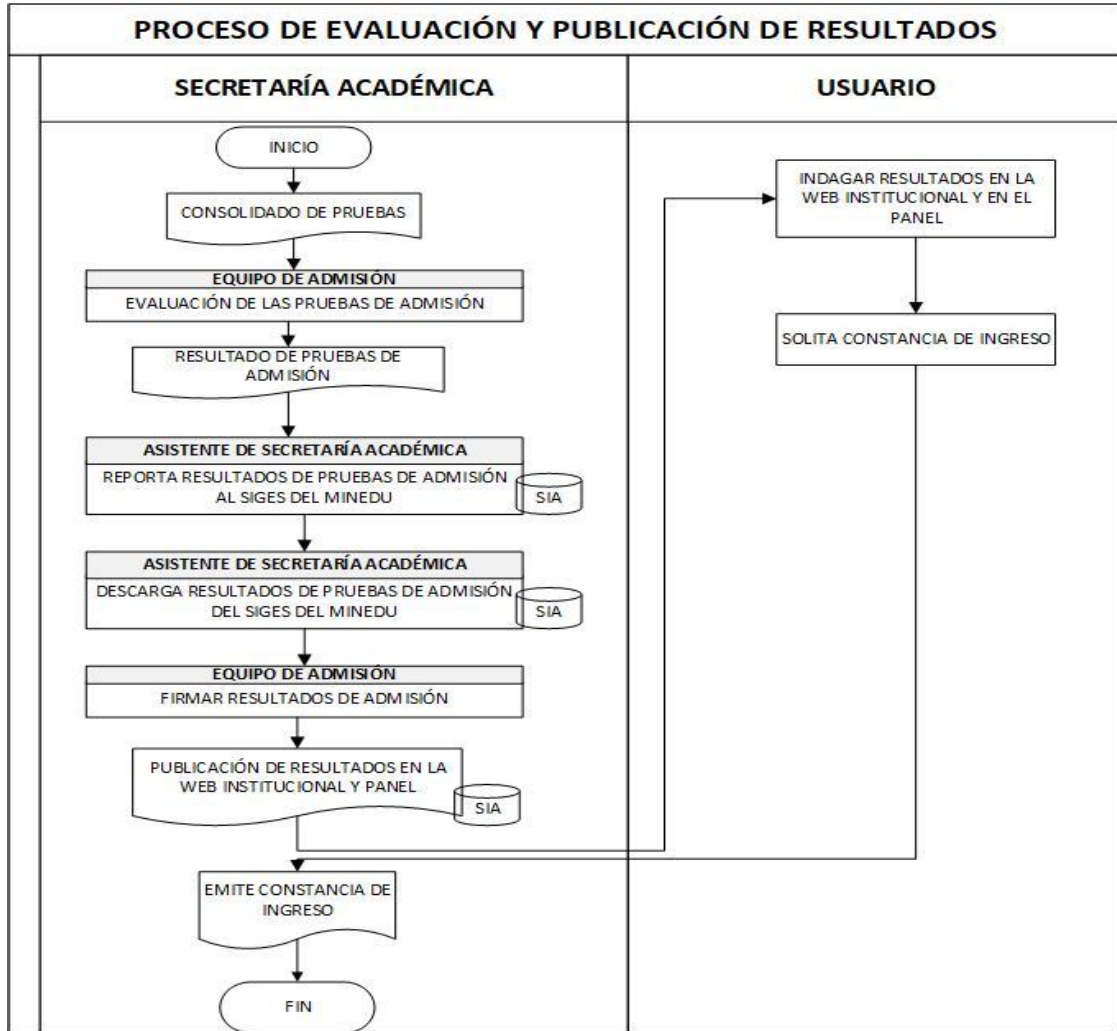 PROCESO DE EVALUACIÓN Y PUBLICACIÓN DE RESULTADOS
SECRETARÍA ACADÉMICA
USUARIO
INICIO
CONSOLIDADO DE PRUEBAS
EQUIPO DE ADMISIÓN
EVALUACIÓN DE LAS PRUEBAS DE ADMISIÓN
RESULTADO DE PRUEBAS DE
ADMISIÓN
ASISTENTE DE SECRETARÍA ACADÉMICA
REPORTA RESULTADOS DE PRUEBAS DE ADMISIÓN
AL SIGES DEL MINEDU
SIA
ASISTENTE DE SECRETARÍA ACADÉMICA
DESCARGA RESULTADOS DE PRUEBAS DE ADMISIÓN
DEL SIGES DEL MINEDU
SIA
EQUIPO DE ADMISIÓN
FIRMAR RESULTADOS DE ADMISIÓN
PUBLICACIÓN DE RESULTADOS EN LA
WEB INSTITUCIONAL Y PANEL
SIA
INDAGAR RESULTADOS EN LA
WEB INSTITUCIONAL Y EN EL
PANEL
SOLITA CONSTANCIA DE INGRESO
EMITE CONSTANCIA DE
INGRESO
FIN